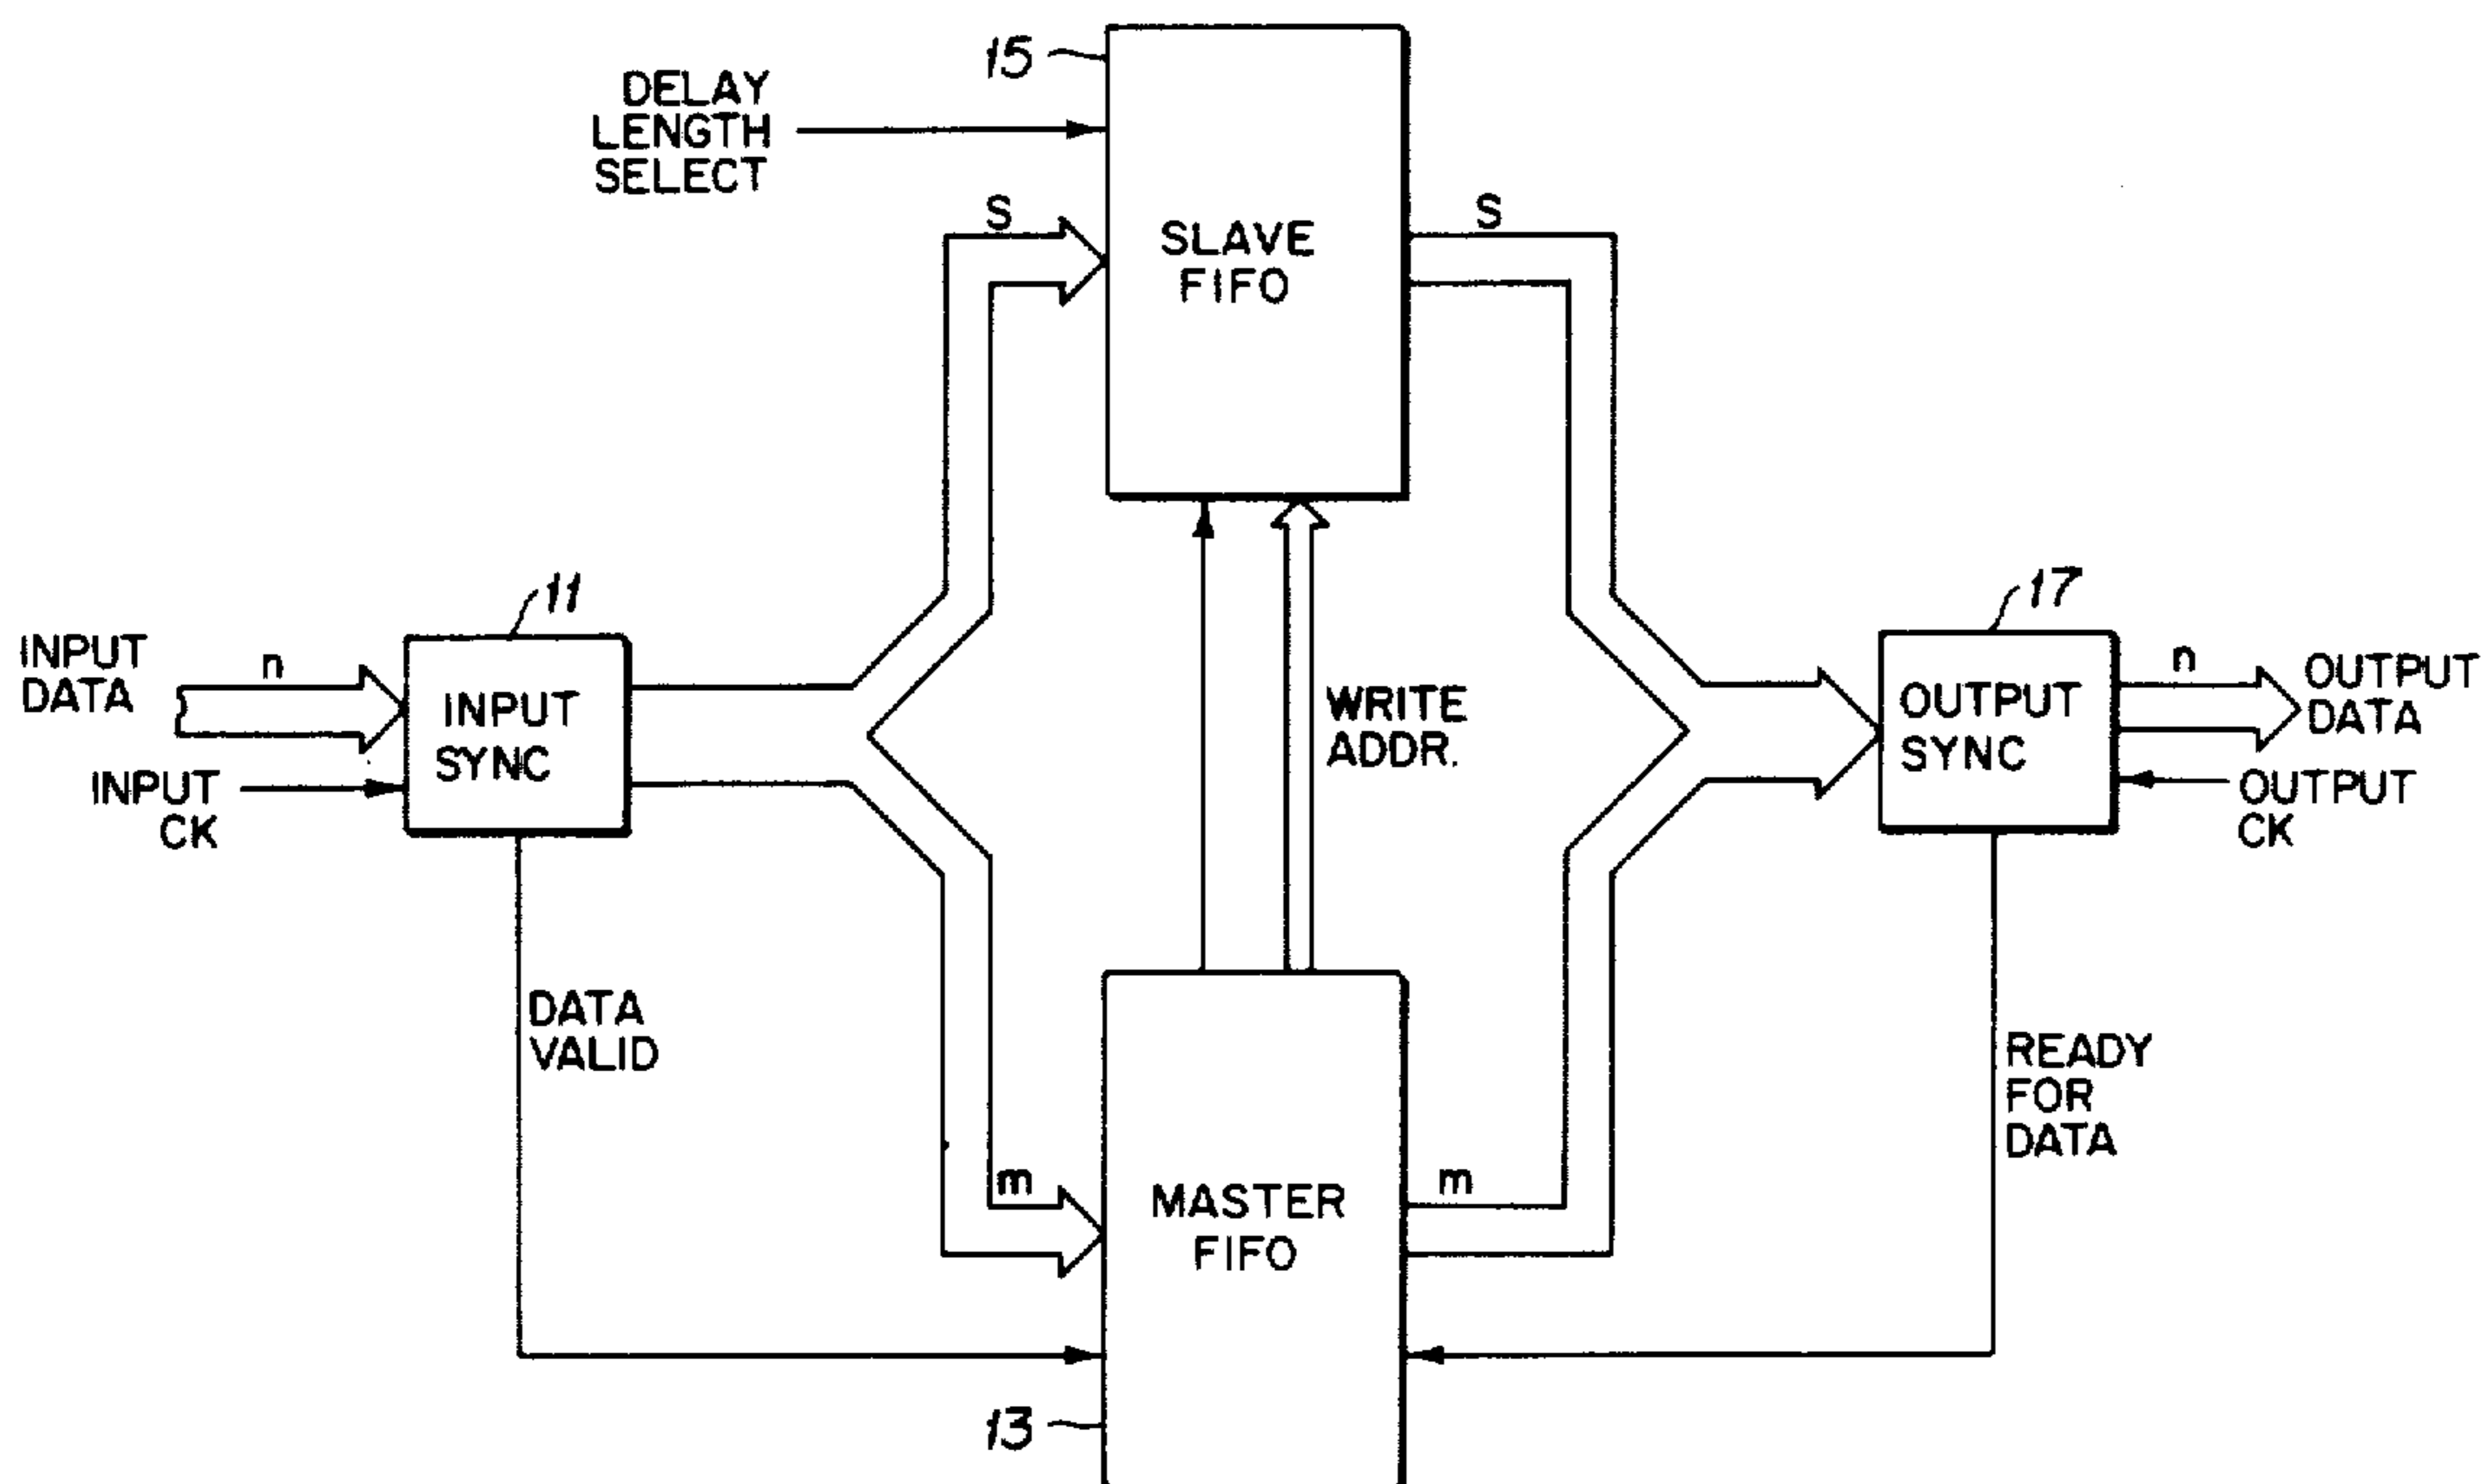 15
DELAY
LENGTH
SELECT
S
S
SLAVE
FIFO
11
17
INPUT
DATA
n
INPUT
SYNC
INPUT
CK
WRITE
ADDR.
OUTPUT
SYNC
n
OUTPUT
DATA
OUTPUT
CK
DATA
VALID
READY
FOR
DATA
m
m
MASTER
FIFO
13